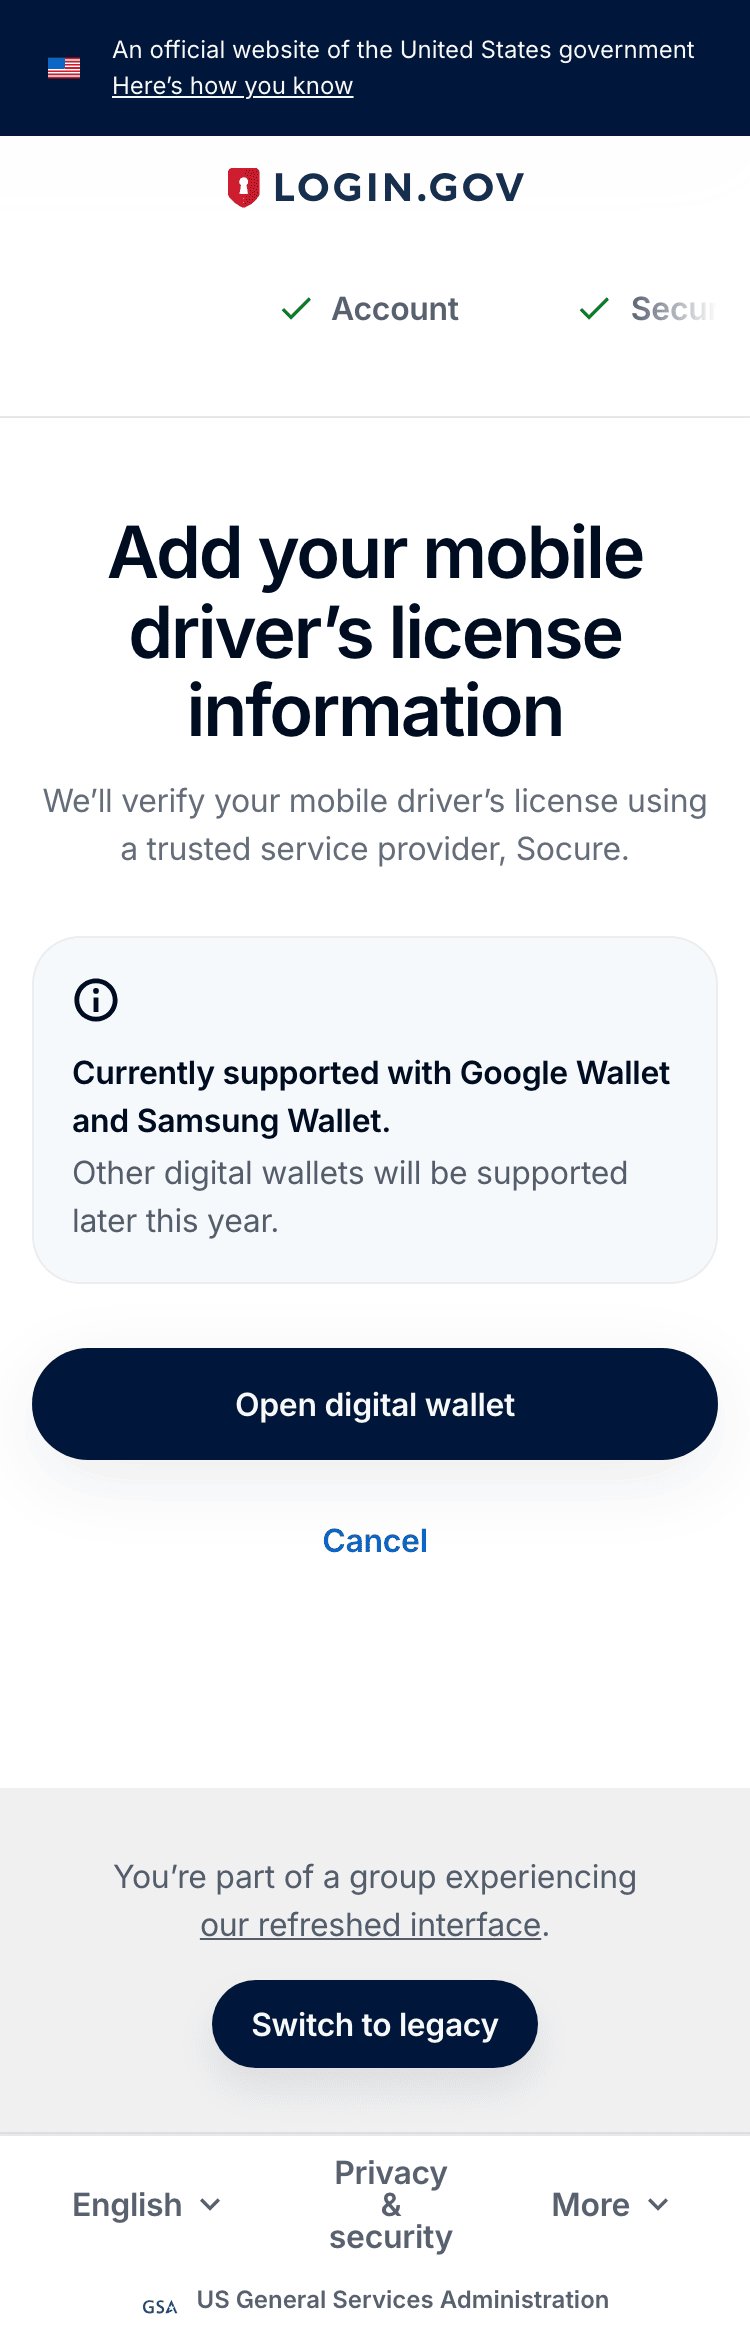 An official website of the United States government
Here’s how you know
LOGIN.GOV
Account
Secur
Add your mobile
driver’s license
information
We’ll verify your mobile driver’s license using
a trusted service provider, Socure.
Currently supported with Google Wallet
and Samsung Wallet.
Other digital wallets will be supported
later this year.
Open digital wallet
Cancel
You’re part of a group experiencing
our refreshed interface.
Switch to legacy
English
Privacy
&
security
More
GSA US General Services Administration